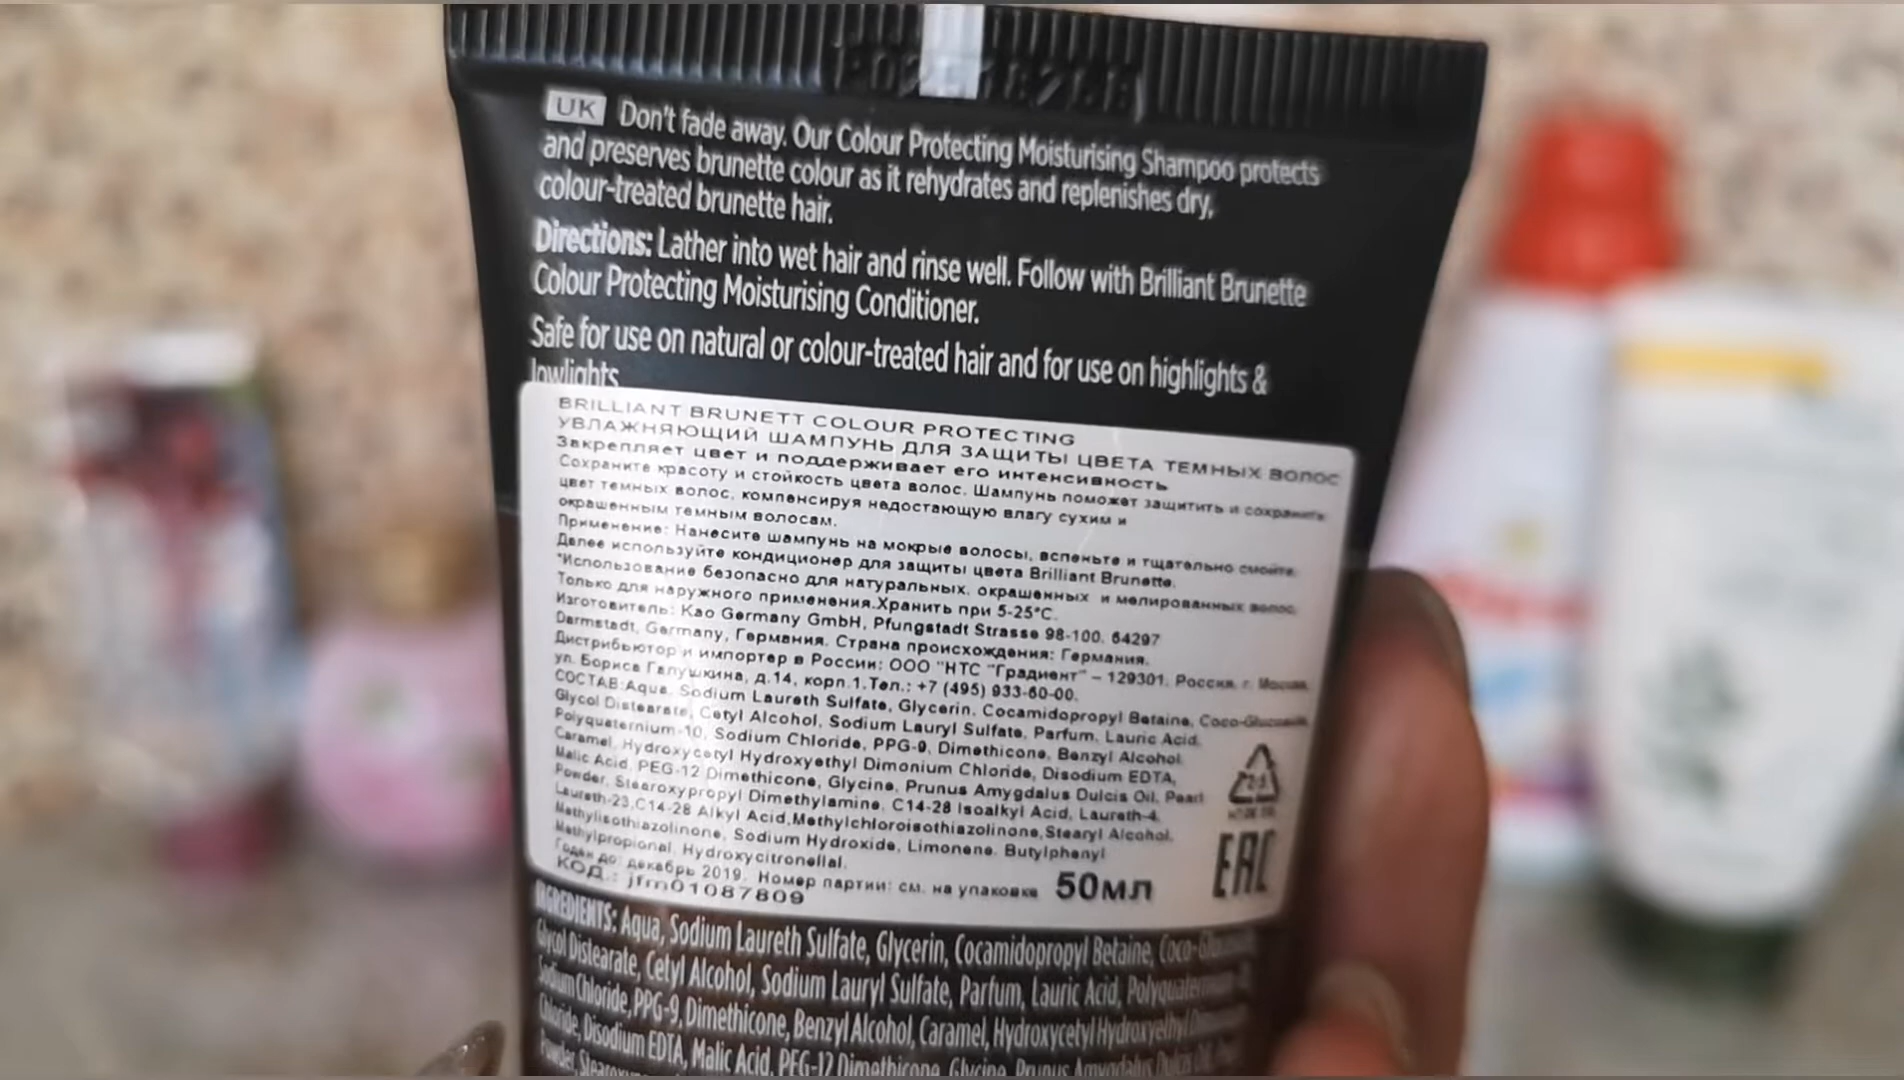 UK Don't fade away. Our Colour Protecting Moisturising Shampoo protects
and preserves brunette colour as it rehydrates and replenishes dry,
colour-treated brunette hair.
Directions: Lather into wet hair and rinse well. Follow with Brilliant Brunette
Colour Protecting Moisturising Conditioner.
Safe for use on natural or colour-treated hair and for use on highlights &
lowlights
BRILLIANT BRUNETT COLOUR PROTECTING
УВЛАЖНЯЮЩИЙ ШАМПУНЬ ДЛЯ ЗАЩИТЫ ЦВЕТА ТЕМНЫХ ВОЛОС
Закрепляет цвет и поддерживает его интенсивность
Сохраните красоту и стойкость цвета волос. Шампунь поможет защитить и сохранить
цвет темных волос, компенсируя недостающую влагу сухим и
окрашенным темным волосам.
Применение: Нанесите шампунь на мокрые волосы, вспеньте и тщательно смойте.
Далее используйте кондиционер для защиты цвета Brilliant Brunette.
*Использование безопасно для натуральных, окрашенных и мелированных волос.
Только для наружного применения.Хранить при 5-25°С.
Изготовитель: Kao Germany GmbH, Pfungstadt Strasse 98-100, 64297
Darmstadt, Germany, Германия. Страна происхождения: Германия.
Дистрибьютор и импортер в России: ООО "НТС "Градиент" – 129301, Россия, г. Москва,
ул. Бориса Галушкина, д.14, корп.1.Тел.: +7 (495) 933-60-00.
СОСТАВ:Aqua, Sodium Laureth Sulfate, Glycerin, Cocamidopropyl Betaine, Coco-Glucoside,
Glycol Distearate, Cetyl Alcohol, Sodium Lauryl Sulfate, Parfum, Lauric Acid,
Polyquaternium-10, Sodium Chloride, PPG-9, Dimethicone, Benzyl Alcohol,
Caramel, Hydroxycetyl Hydroxyethyl Dimonium Chloride, Disodium EDTA,
Malic Acid, PEG-12 Dimethicone, Glycine, Prunus Amygdalus Dulcis Oil, Pearl
Powder, Stearoxypropyl Dimethylamine, C14-28 Isoalkyl Acid, Laureth-4,
Laureth-23,C14-28 Alkyl Acid,Methylchloroisothiazolinone,Stearyl Alcohol,
Methylisothiazolinone, Sodium Hydroxide, Limonene, Butylphenyl
Methylpropional, Hydroxycitronellal.
Годен до: декабрь 2019. Номер партии: см. на упаковке 50мл
КОД.: jfm01087809
EAC
INGREDIENTS: Aqua, Sodium Laureth Sulfate, Glycerin, Cocamidopropyl Betaine,
Glycol Distearate, Cetyl Alcohol, Sodium Lauryl Sulfate, Parfum, Lauric Acid,
Sodium Chloride, PPG-9, Dimethicone, Benzyl Alcohol, Caramel, Hydroxycetyl Hydroxyethyl
Chloride, Disodium EDTA, Malic Acid, PEG-12 Dimethicone, Glycine, Prunus Amygdalus Dulcis Oil,